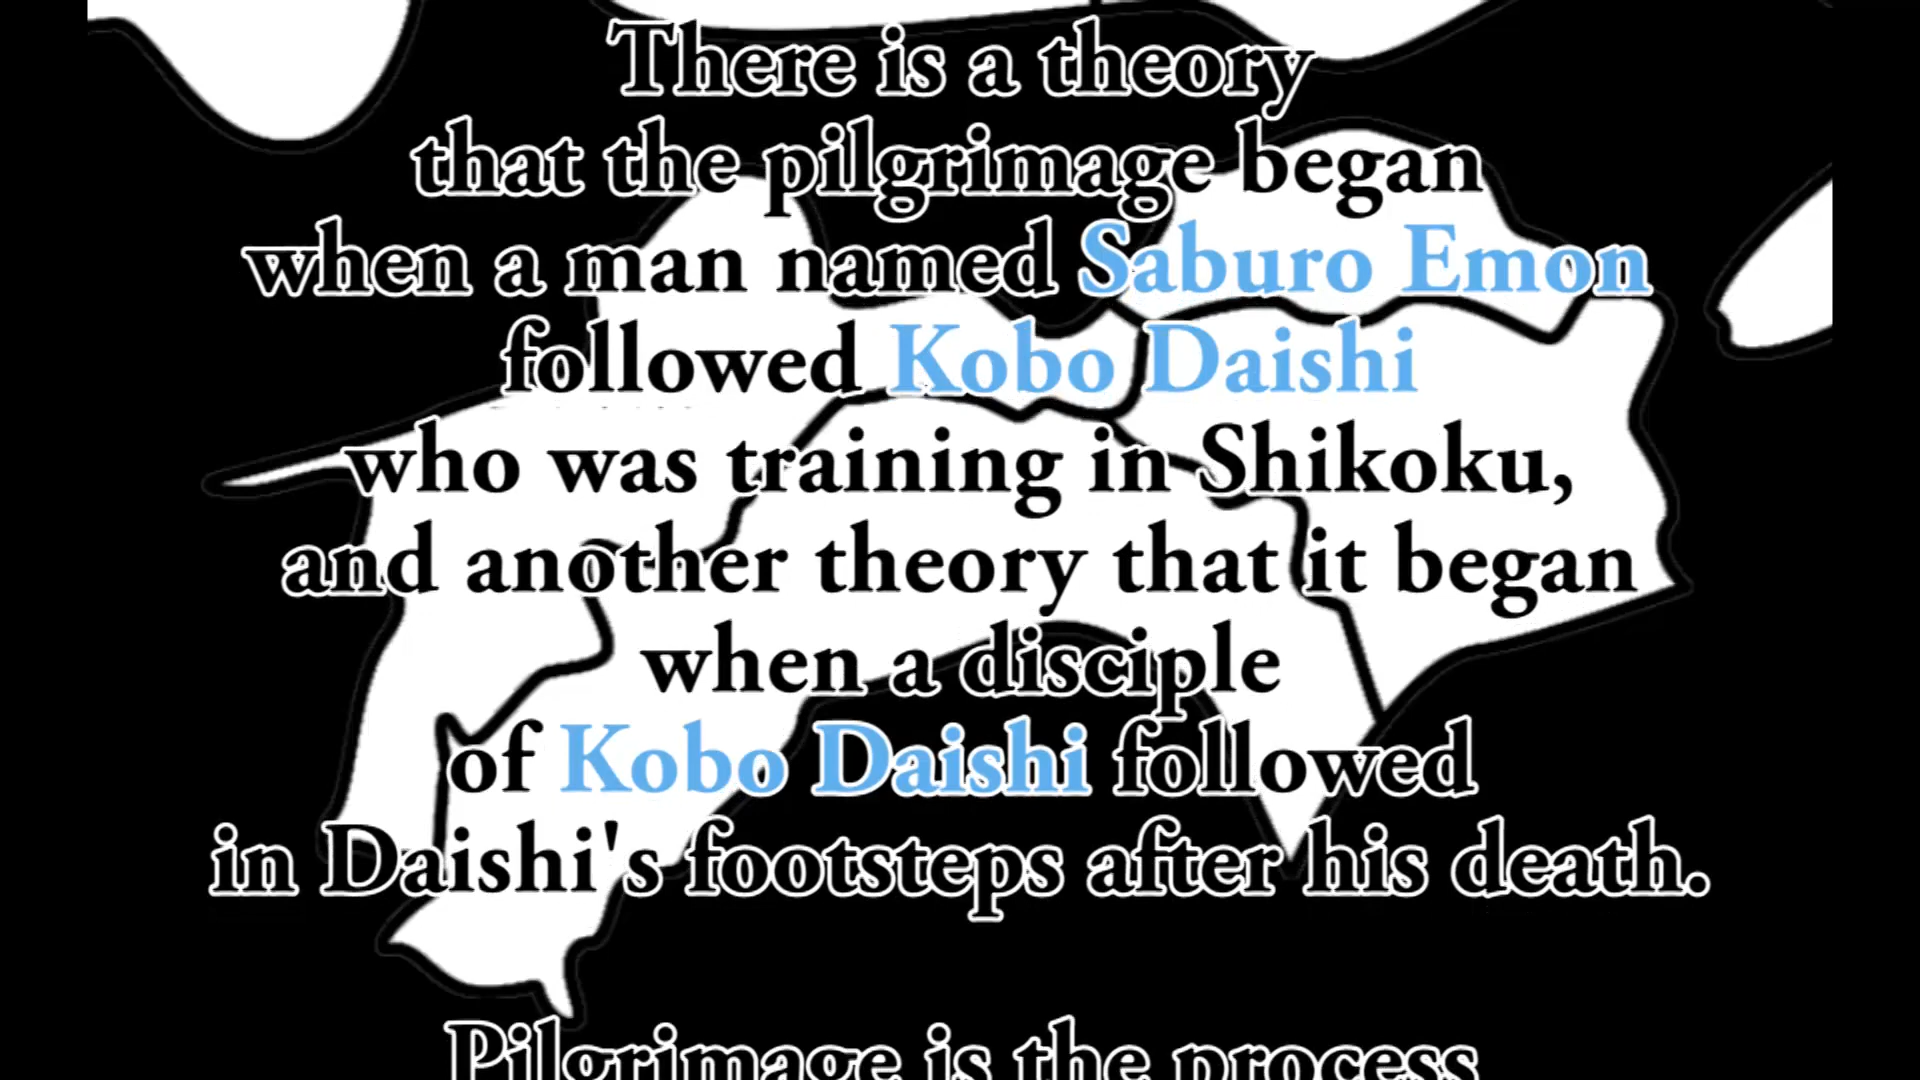 There is a theory
that the pilgrimage began
when a man named Saburo Emon
followed Kobo Daishi
who was training in Shikoku,
and another theory that it began
when a disciple
of Kobo Daishi followed
in Daishi's footsteps after his death.
Pilgrimage is the process